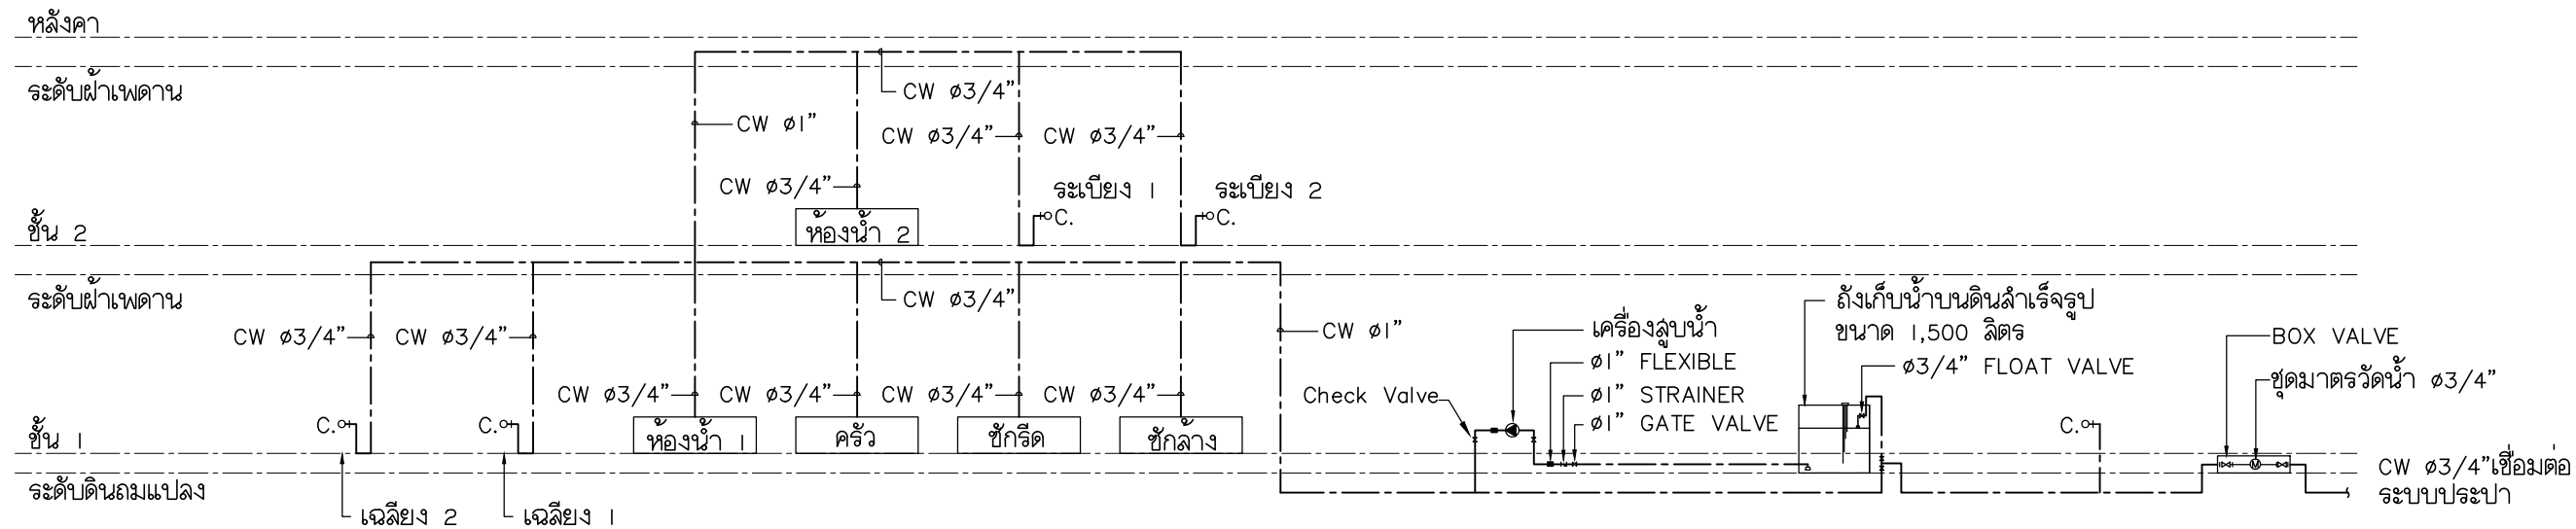 หลังคา
ระดับฝ้าเพดาน
CW ø3/4"
CW ø1"
CW ø3/4"
CW ø3/4"
CW ø3/4"
ระเบียง 1
ระเบียง 2
C.
C.
ชั้น 2
ห้องน้ำ 2
ระดับฝ้าเพดาน
CW ø3/4"
CW ø3/4"
CW ø3/4"
CW ø1"
เครื่องสูบน้ำ
ø1" FLEXIBLE
ø1" STRAINER
ø1" GATE VALVE
Check Valve
ถังเก็บน้ำบนดินสำเร็จรูป
ขนาด 1,500 ลิตร
ø3/4" FLOAT VALVE
BOX VALVE
ชุดมาตรวัดน้ำ ø3/4"
CW ø3/4"
CW ø3/4"
CW ø3/4"
CW ø3/4"
C.
C.
C.
ชั้น 1
ห้องน้ำ 1
ครัว
ซักรีด
ซักล้าง
M
CW ø3/4"เชื่อมต่อ
ระบบประปา
ระดับดินถมแปลง
เฉลียง 2
เฉลียง 1